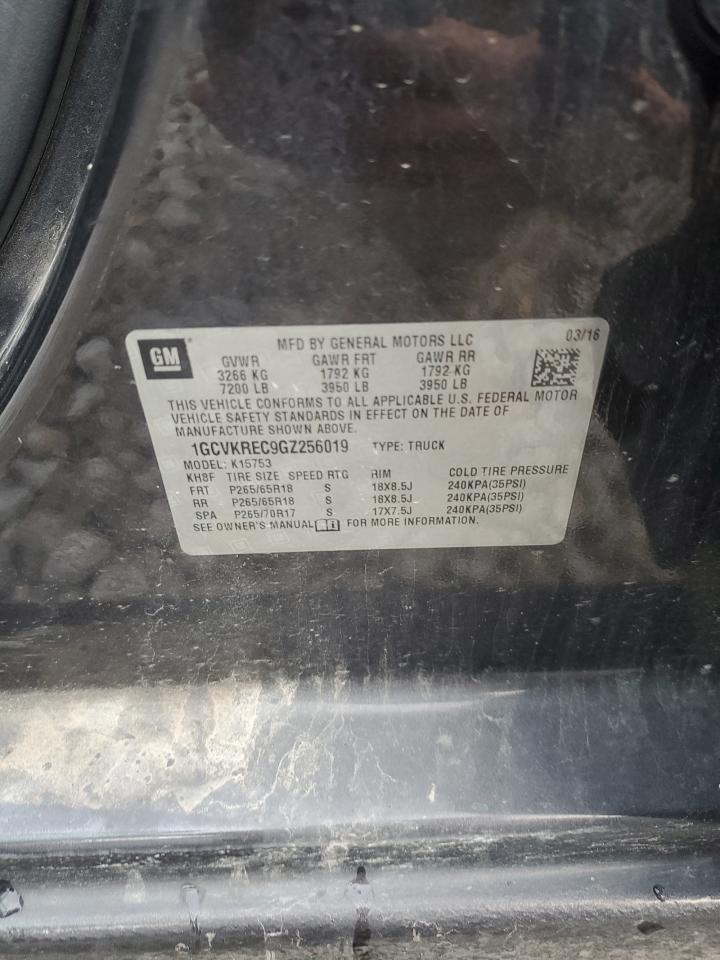 GM
MFD BY GENERAL MOTORS LLC 03/16
GVWR GAWR FRT GAWR RR
3266 KG 1792 KG 1792 KG
7200 LB 3950 LB 3950 LB
THIS VEHICLE CONFORMS TO ALL APPLICABLE U.S. FEDERAL MOTOR
VEHICLE SAFETY STANDARDS IN EFFECT ON THE DATE OF
MANUFACTURE SHOWN ABOVE.
1GCVKREC9GZ256019 TYPE: TRUCK
MODEL: K15753
KH8F TIRE SIZE SPEED RTG RIM COLD TIRE PRESSURE
FRT P265/65R18 S 18X8.5J 240KPA(35PSI)
RR P265/65R18 S 18X8.5J 240KPA(35PSI)
SPA P265/70R17 S 17X7.5J 240KPA(35PSI)
SEE OWNER'S MANUAL FOR MORE INFORMATION.